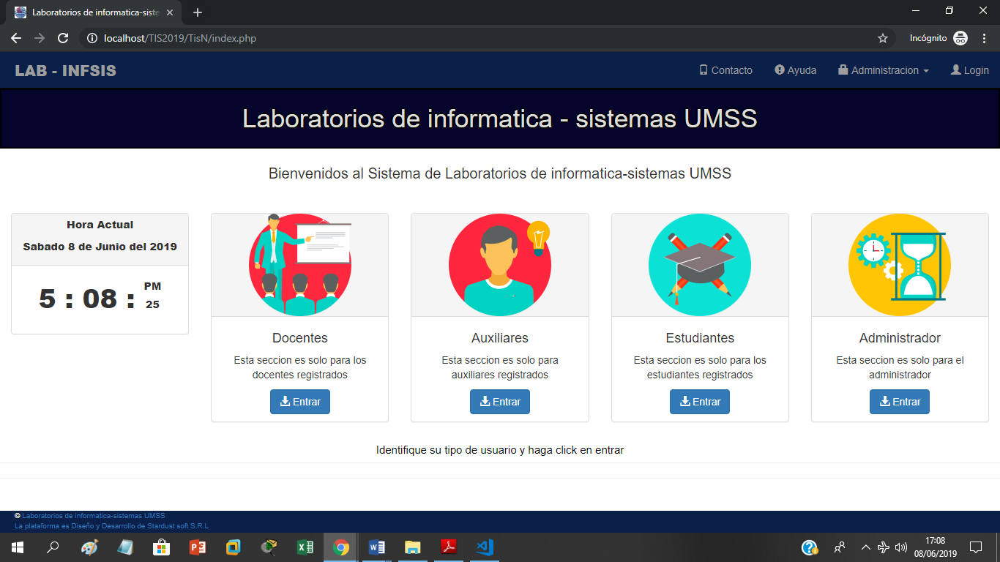 Laboratorios de informatica-siste
localhost/TIS2019/TisN/index.php
Incógnito
LAB - INFSIS
Contacto
Ayuda
Administracion
Login
Laboratorios de informatica - sistemas UMSS
Bienvenidos al Sistema de Laboratorios de informatica-sistemas UMSS
Hora Actual
Sabado 8 de Junio del 2019
5 : 08 :
PM
25
Docentes
Esta seccion es solo para los
docentes registrados
Entrar
Auxiliares
Esta seccion es solo para
auxiliares registrados
Entrar
Estudiantes
Esta seccion es solo para los
estudiantes registrados
Entrar
Administrador
Esta seccion es solo para el
administrador
Entrar
Identifique su tipo de usuario y haga click en entrar
© Laboratorios de informatica-sistemas UMSS
La plataforma es Diseño y Desarrollo de Stardust soft S.R.L
17:08
08/06/2019